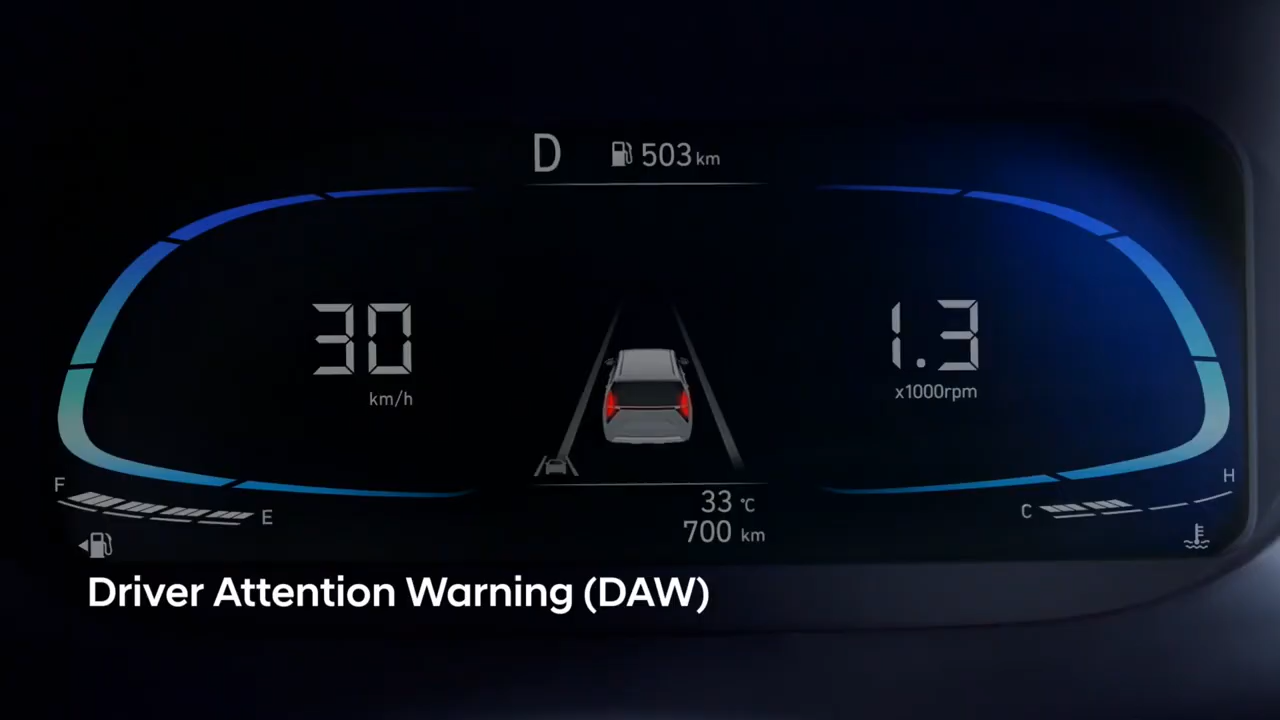 D 503 km
30
km/h
1.3
x1000rpm
F
E
33 °C
700 km
C
H
Driver Attention Warning (DAW)